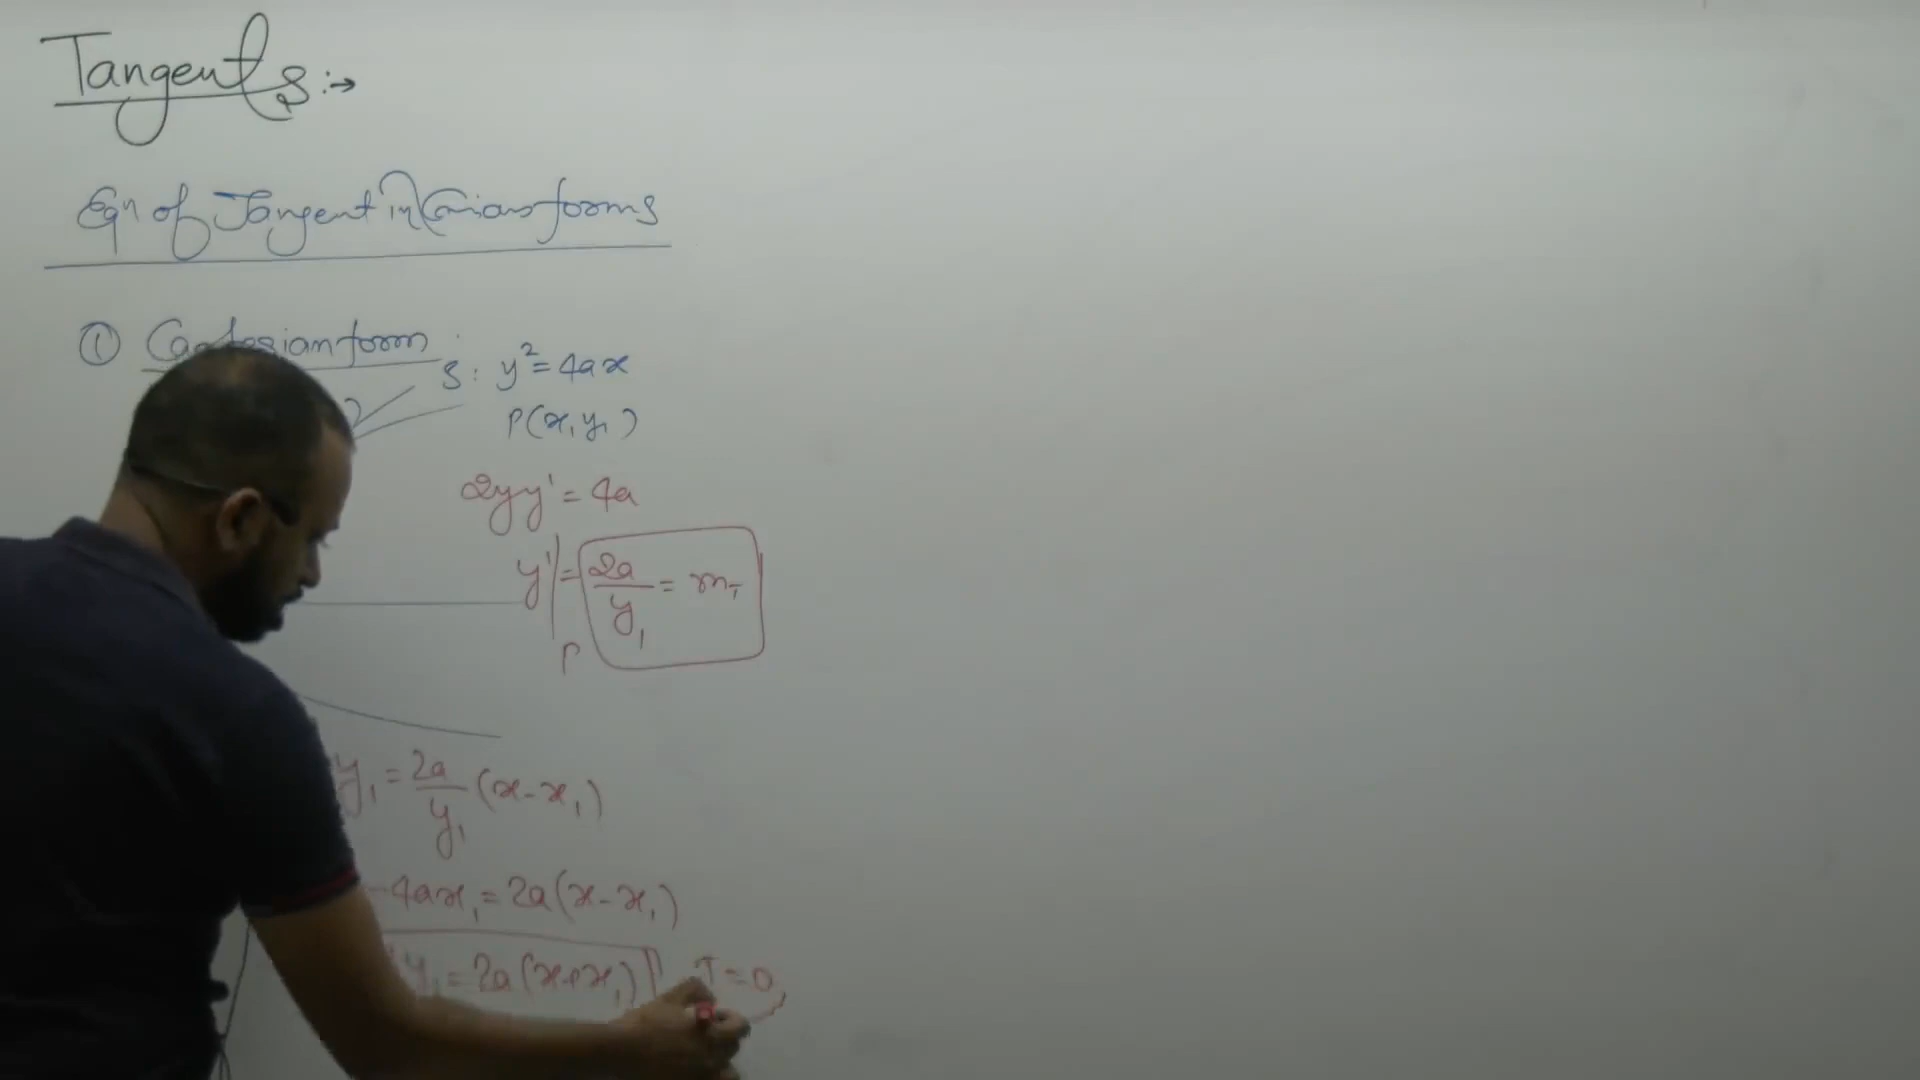 Tangents :→
Eqn of Tangent in Various forms
① Cartesian form
S : y² = 4ax
P(x₁ y₁)
2yy' = 4a
y'|P = 2a/y₁ = m_T
y₁ = 2a/y₁ (x - x₁)
- 4ax₁ = 2a(x - x₁)
y₁ = 2a(x + x₁) T = 0